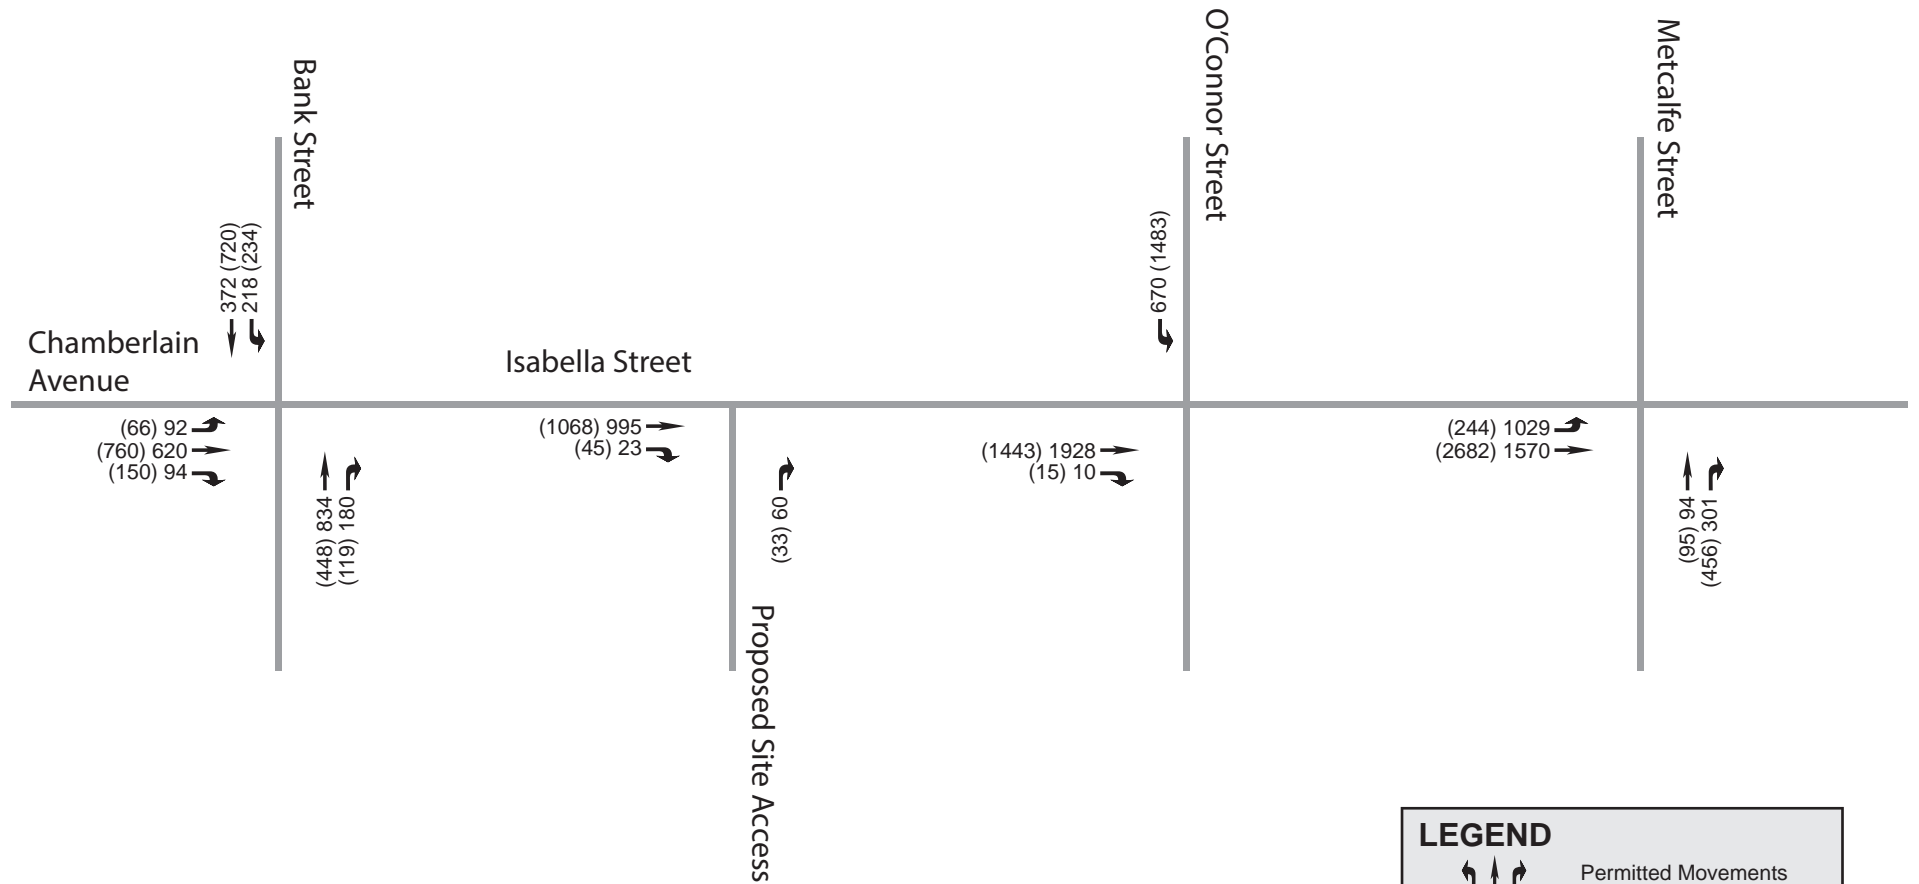 Bank Street
O'Connor Street
Metcalfe Street
372 (720)
218 (234)
670 (1483)
Chamberlain
Avenue
Isabella Street
(66) 92
(760) 620
(150) 94
(448) 834
(119) 180
(1068) 995
(45) 23
(33) 60
(1443) 1928
(15) 10
(244) 1029
(2682) 1570
(95) 94
(456) 301
Proposed Site Access
LEGEND
Permitted Movements